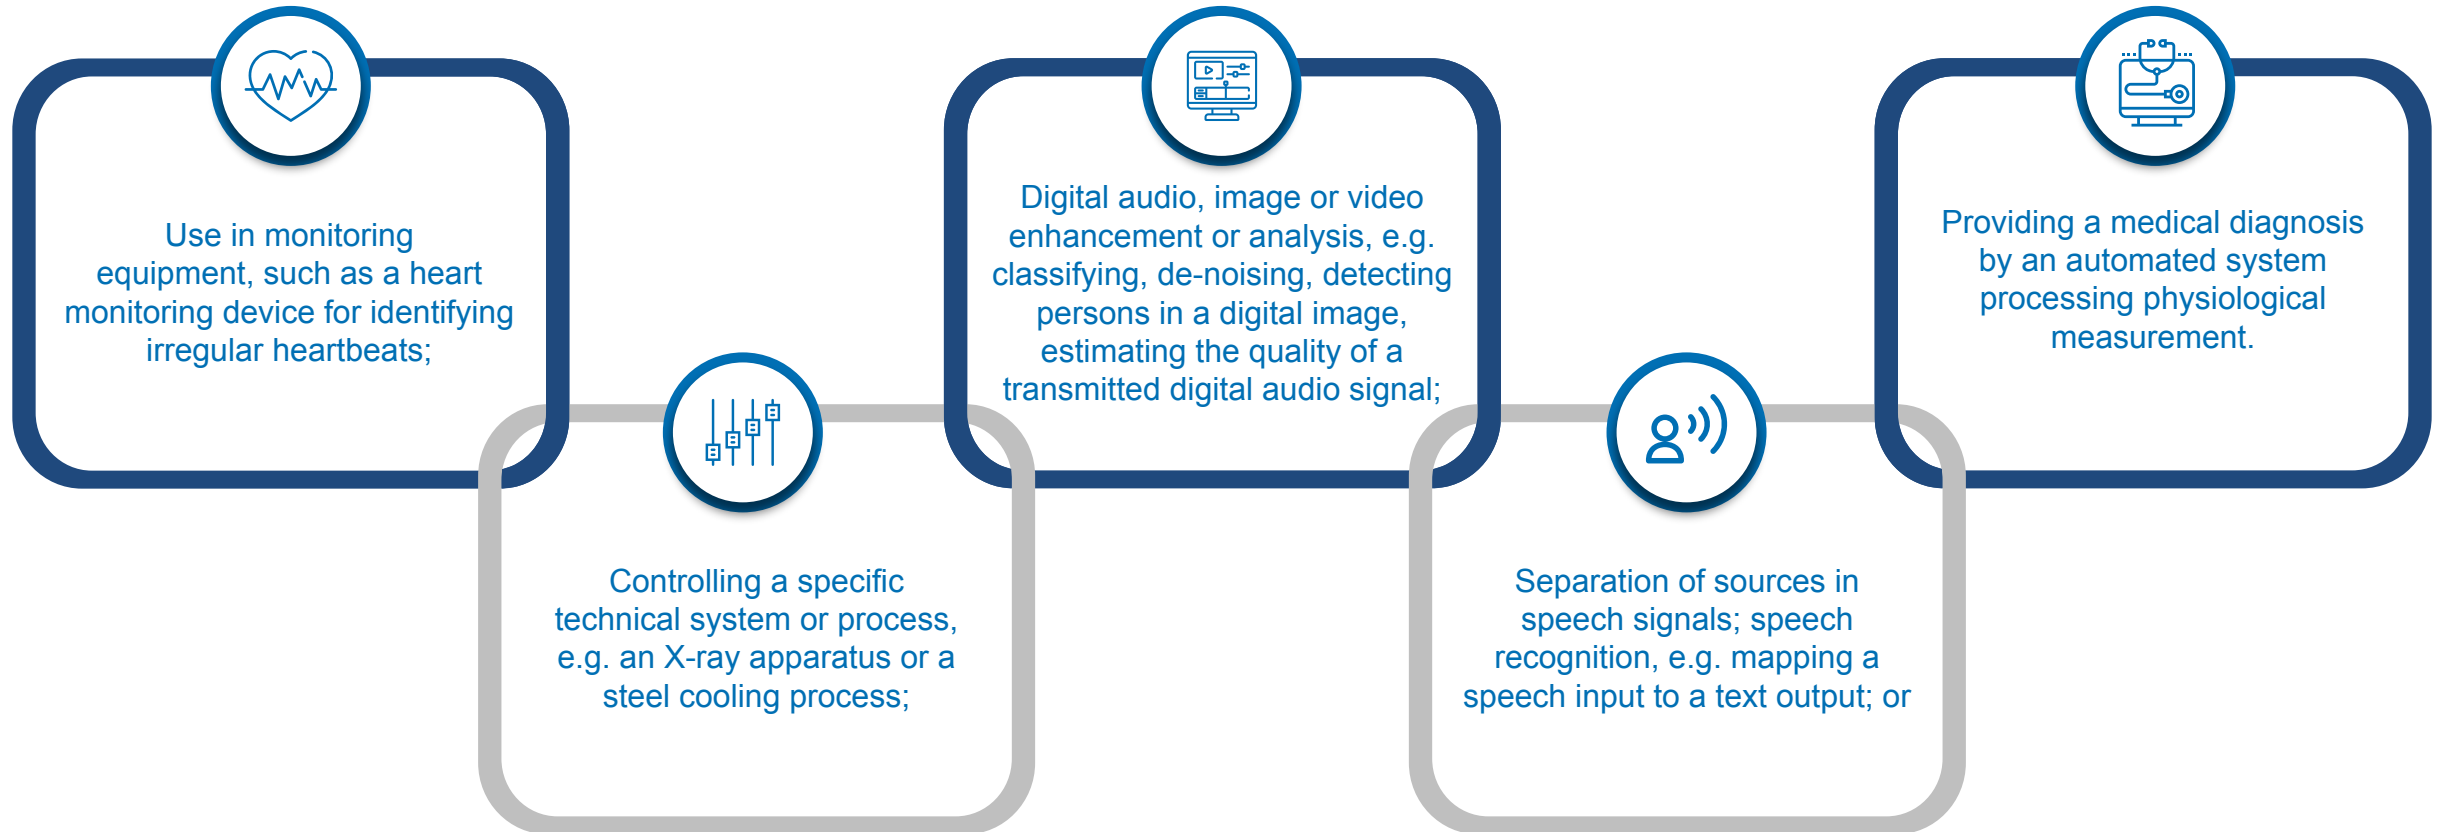 Use in monitoring
equipment, such as a heart
monitoring device for identifying
irregular heartbeats;
Controlling a specific
technical system or process,
e.g. an X-ray apparatus or a
steel cooling process;
Digital audio, image or video
enhancement or analysis, e.g.
classifying, de-noising, detecting
persons in a digital image,
estimating the quality of a
transmitted digital audio signal;
Separation of sources in
speech signals; speech
recognition, e.g. mapping a
speech input to a text output; or
Providing a medical diagnosis
by an automated system
processing physiological
measurement.